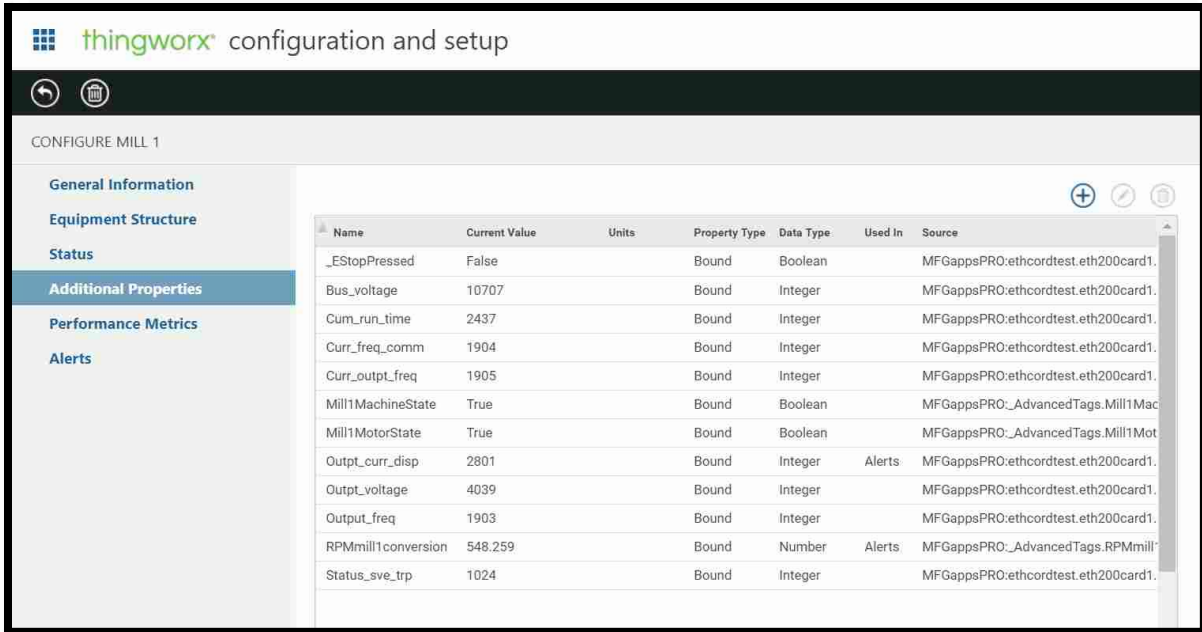 thingworx configuration and setup
CONFIGURE MILL 1
General Information
Equipment Structure
Status
Additional Properties
Performance Metrics
Alerts
Name Current Value Units Property Type Data Type Used In Source
_EStopPressed False Bound Boolean MFGappsPRO:ethcordtest.eth200card1.
Bus_voltage 10707 Bound Integer MFGappsPRO:ethcordtest.eth200card1.
Cum_run_time 2437 Bound Integer MFGappsPRO:ethcordtest.eth200card1.
Curr_freq_comm 1904 Bound Integer MFGappsPRO:ethcordtest.eth200card1.
Curr_outpt_freq 1905 Bound Integer MFGappsPRO:ethcordtest.eth200card1.
Mill1MachineState True Bound Boolean MFGappsPRO:_AdvancedTags.Mill1Mac
Mill1MotorState True Bound Boolean MFGappsPRO:_AdvancedTags.Mill1Mot
Outpt_curr_disp 2801 Bound Integer Alerts MFGappsPRO:ethcordtest.eth200card1.
Outpt_voltage 4039 Bound Integer MFGappsPRO:ethcordtest.eth200card1.
Output_freq 1903 Bound Integer MFGappsPRO:ethcordtest.eth200card1.
RPMmill1conversion 548.259 Bound Number Alerts MFGappsPRO:_AdvancedTags.RPMmill1
Status_sve_trp 1024 Bound Integer MFGappsPRO:ethcordtest.eth200card1.